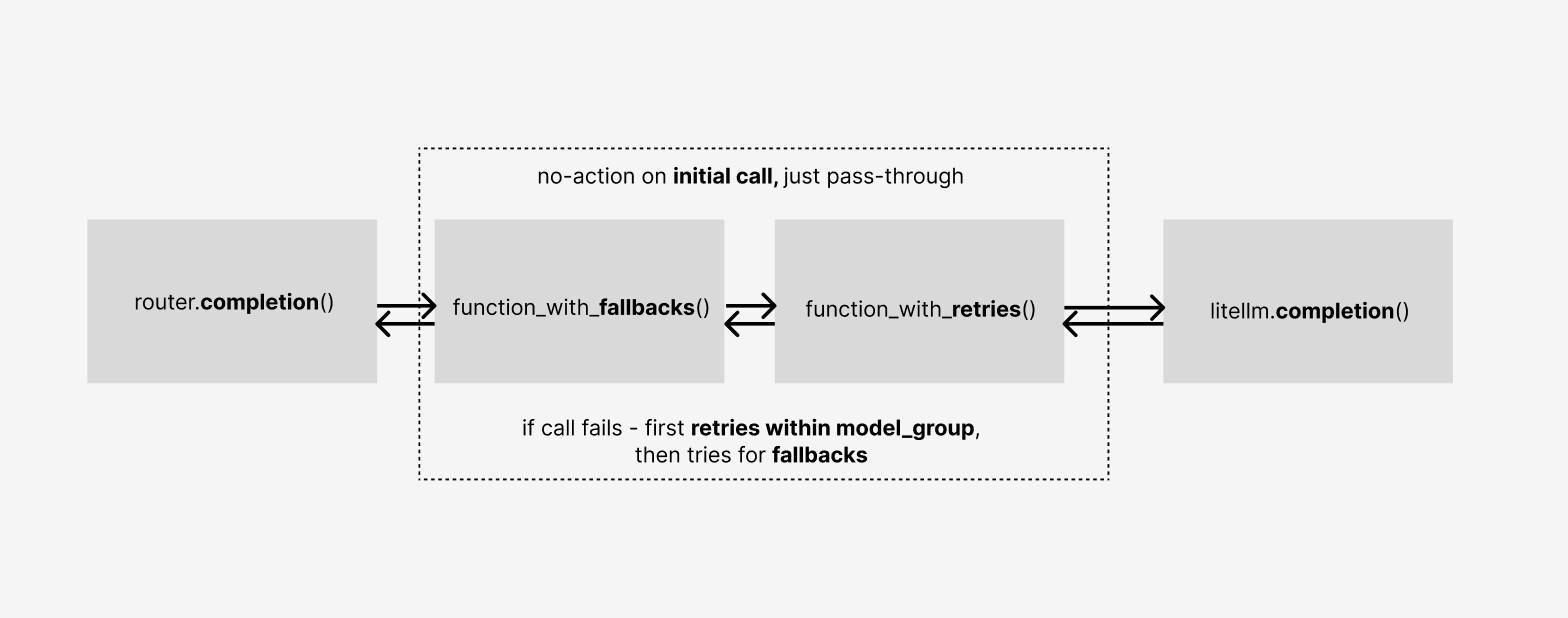 no-action on initial call, just pass-through
router.completion()
function_with_fallbacks()
function_with_retries()
litellm.completion()
if call fails - first retries within model_group,
then tries for fallbacks